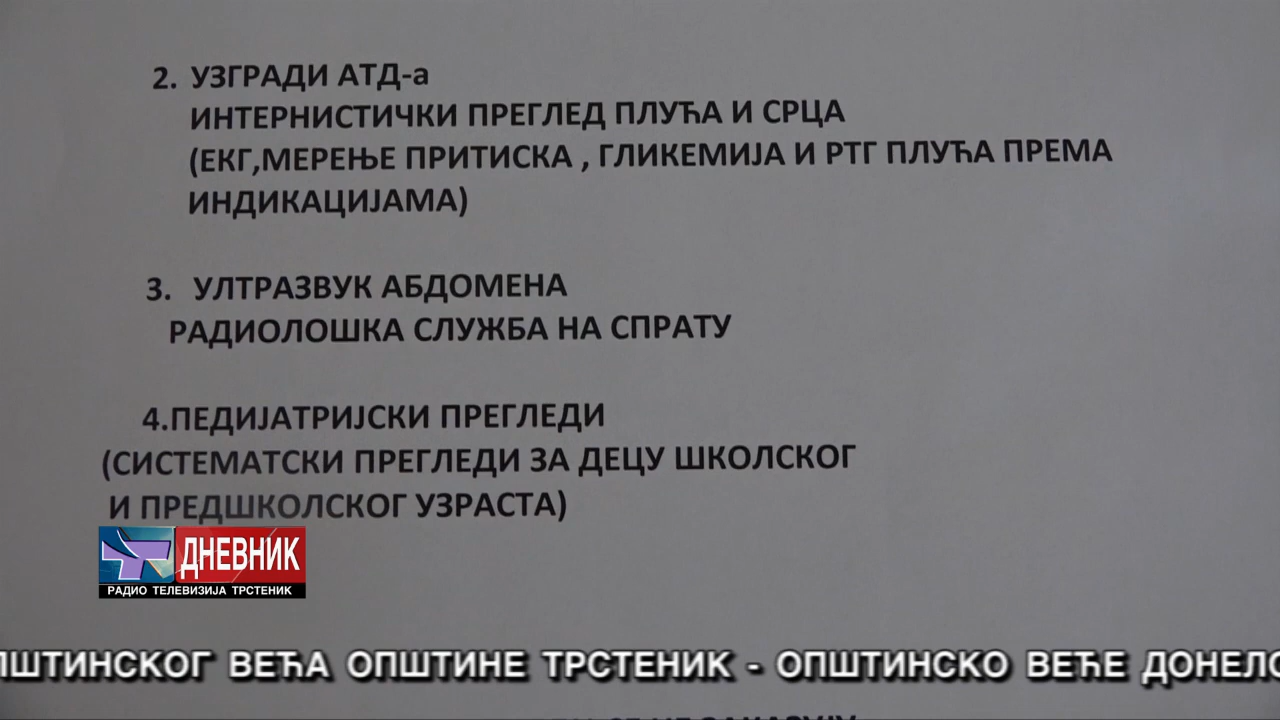 2. УЗГРАДИ АТД-а
ИНТЕРНИСТИЧКИ ПРЕГЛЕД ПЛУЋА И СРЦА
(ЕКГ,МЕРЕЊЕ ПРИТИСКА , ГЛИКЕМИЈА И РТГ ПЛУЋА ПРЕМА
ИНДИКАЦИЈАМА)
3. УЛТРАЗВУК АБДОМЕНА
РАДИОЛОШКА СЛУЖБА НА СПРАТУ
4.ПЕДИЈАТРИЈСКИ ПРЕГЛЕДИ
(СИСТЕМАТСКИ ПРЕГЛЕДИ ЗА ДЕЦУ ШКОЛСКОГ
И ПРЕДШКОЛСКОГ УЗРАСТА)
ДНЕВНИК
РАДИО ТЕЛЕВИЗИЈА ТРСТЕНИК
ПШТИНСКОГ ВЕЋА ОПШТИНЕ ТРСТЕНИК - ОПШТИНСКО ВЕЋЕ ДОНЕЛО